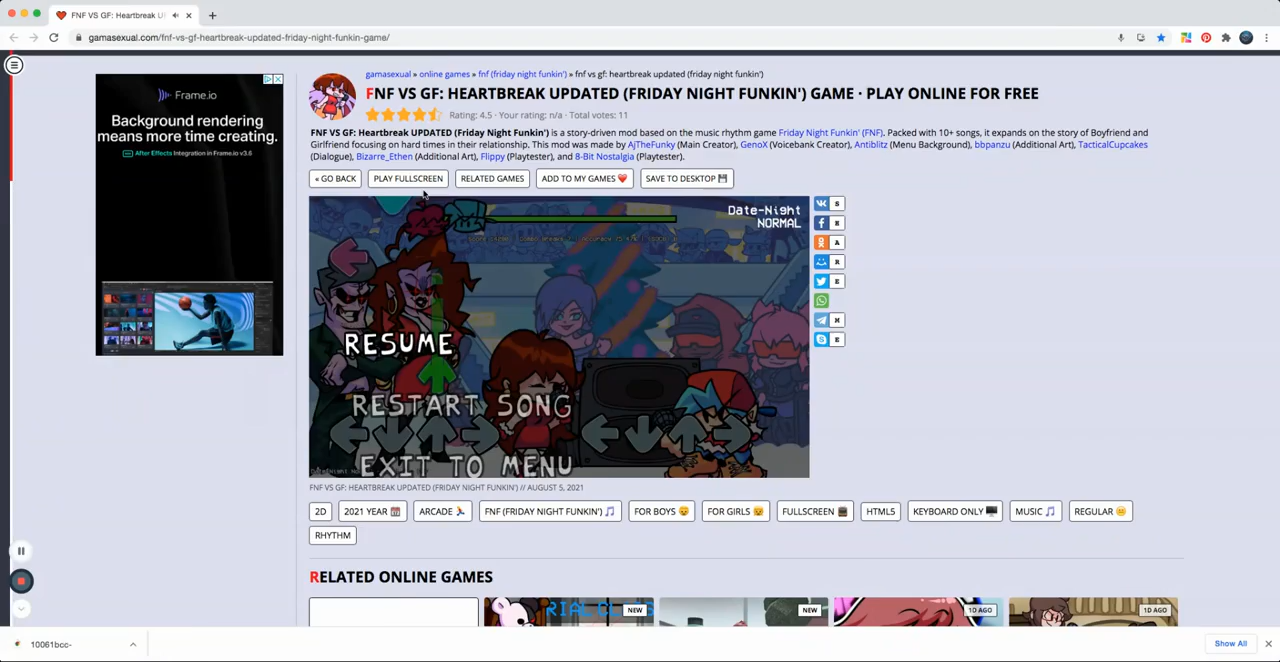 FNF VS GF: Heartbreak U
gamasexual.com/fnf-vs-gf-heartbreak-updated-friday-night-funkin-game/
Frame.io
Background rendering
means more time creating.
After Effects Integration in Frame.io v3.6
gamasexual » online games » fnf (friday night funkin') » fnf vs gf: heartbreak updated (friday night funkin')
FNF VS GF: HEARTBREAK UPDATED (FRIDAY NIGHT FUNKIN') GAME · PLAY ONLINE FOR FREE
Rating: 4.5 · Your rating: n/a · Total votes: 11
FNF VS GF: Heartbreak UPDATED (Friday Night Funkin') is a story-driven mod based on the music rhythm game Friday Night Funkin' (FNF). Packed with 10+ songs, it expands on the story of Boyfriend and
Girlfriend focusing on hard times in their relationship. This mod was made by AjTheFunky (Main Creator), GenoX (Voicebank Creator), Antiblitz (Menu Background), bbpanzu (Additional Art), TacticalCupcakes
(Dialogue), Bizarre_Ethen (Additional Art), Flippy (Playtester), and 8-Bit Nostalgia (Playtester).
« GO BACK
PLAY FULLSCREEN
RELATED GAMES
ADD TO MY GAMES
SAVE TO DESKTOP
Date-Night
NORMAL
RESUME
RESTART SONG
EXIT TO MENU
S
H
A
R
E
M
E
FNF VS GF: HEARTBREAK UPDATED (FRIDAY NIGHT FUNKIN') // AUGUST 5, 2021
2D
2021 YEAR
ARCADE
FNF (FRIDAY NIGHT FUNKIN')
FOR BOYS
FOR GIRLS
FULLSCREEN
HTML5
KEYBOARD ONLY
MUSIC
REGULAR
RHYTHM
RELATED ONLINE GAMES
NEW
NEW
1D AGO
1D AGO
10061bcc-
Show All